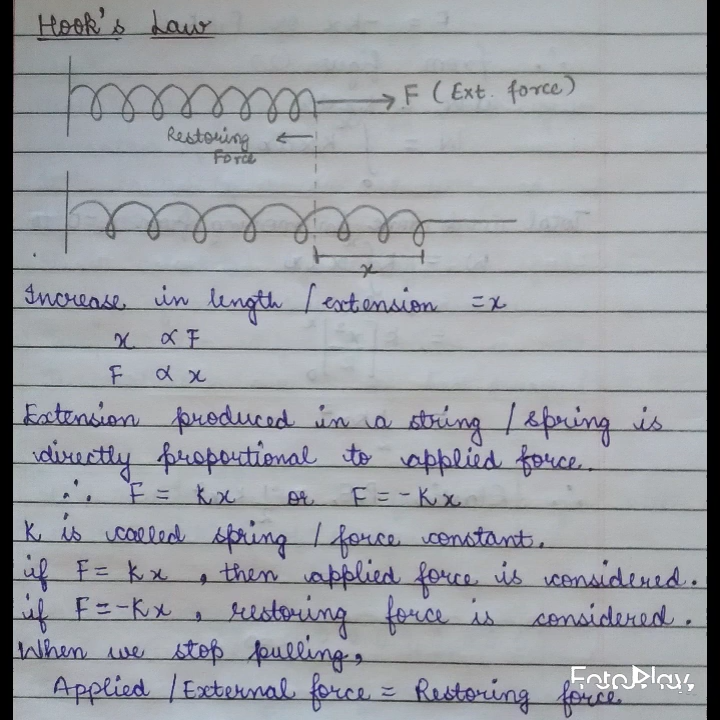 Hook's Law
F (Ext. force)
Restoring
Force
x
Increase in length / extension = x
x ∝ F
F ∝ x
Extension produced in a string / spring is
directly proportional to applied force.
∴ F = Kx or F = -Kx
K is called spring / force constant.
if F = Kx, then applied force is considered.
if F = -Kx, restoring force is considered.
When we stop pulling,
Applied / External force = Restoring force.
FotoPlay